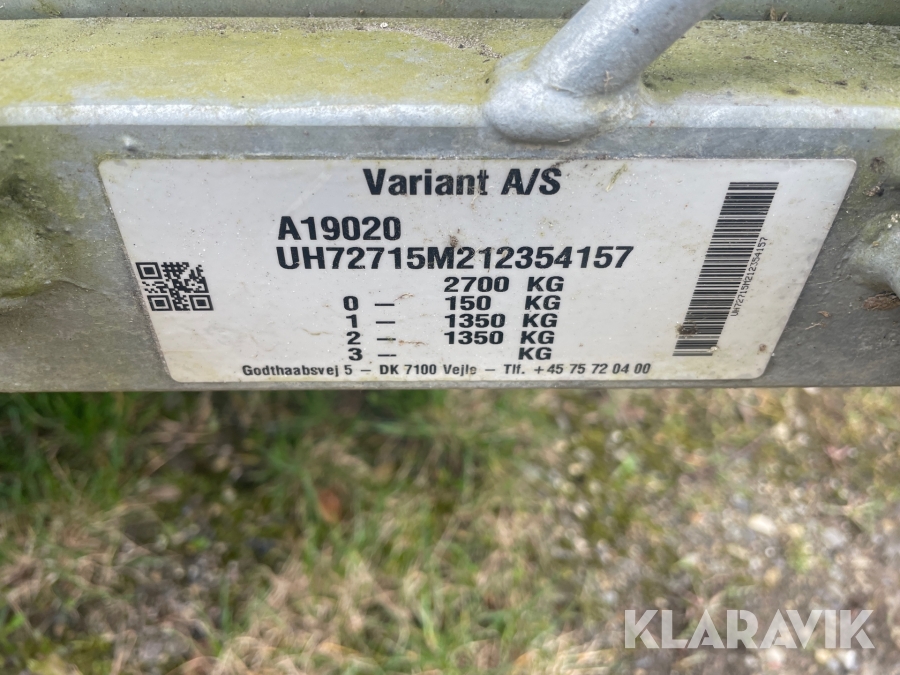 Variant A/S
A19020
UH72715M212354157
2700 KG
0 – 150 KG
1 – 1350 KG
2 – 1350 KG
3 – KG
Godthaabsvej 5 – DK 7100 Vejle – Tlf. +45 75 72 04 00
UH72715M212354157
KLARAVIK